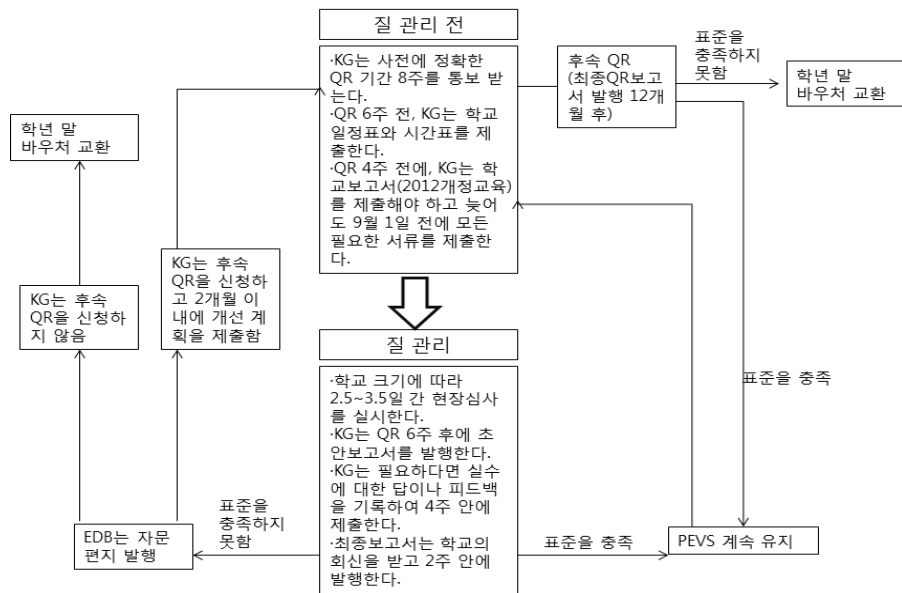 질 관리 전
·KG는 사전에 정확한
QR 기간 8주를 통보 받
는다.
·QR 6주 전, KG는 학교
일정표와 시간표를 제
출한다.
·QR 4주 전에, KG는 학
교보고서(2012개정교육)
를 제출해야 하고 늦어
도 9월 1일 전에 모든
필요한 서류를 제출한
다.
후속 QR
(최종QR보고
서 발행 12개
월 후)
표준을
충족하지
못함
학년 말
바우처 교환
학년 말
바우처 교환
KG는 후속
QR을 신청하
지 않음
KG는 후속
QR을 신청하
고 2개월 이
내에 개선 계
획을 제출함
질 관리
·학교 크기에 따라
2.5~3.5일 간 현장심사
를 실시한다.
·KG는 QR 6주 후에 초
안보고서를 발행한다.
·KG는 필요하다면 실수
에 대한 답이나 피드백
을 기록하여 4주 안에
제출한다.
·최종보고서는 학교의
회신을 받고 2주 안에
발행한다.
표준을 충족
표준을
충족하지
못함
EDB는 자문
편지 발행
표준을 충족
PEVS 계속 유지